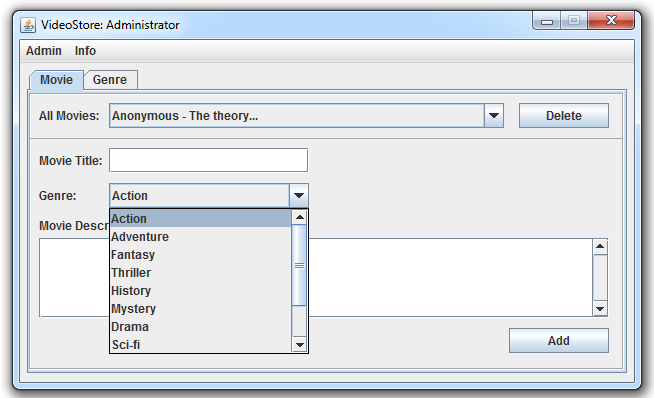 VideoStore: Administrator
Admin Info
Movie Genre
All Movies: Anonymous - The theory... Delete
Movie Title:
Genre: Action
Action
Movie Descr
Adventure
Fantasy
Thriller
History
Mystery
Drama
Sci-fi
Add